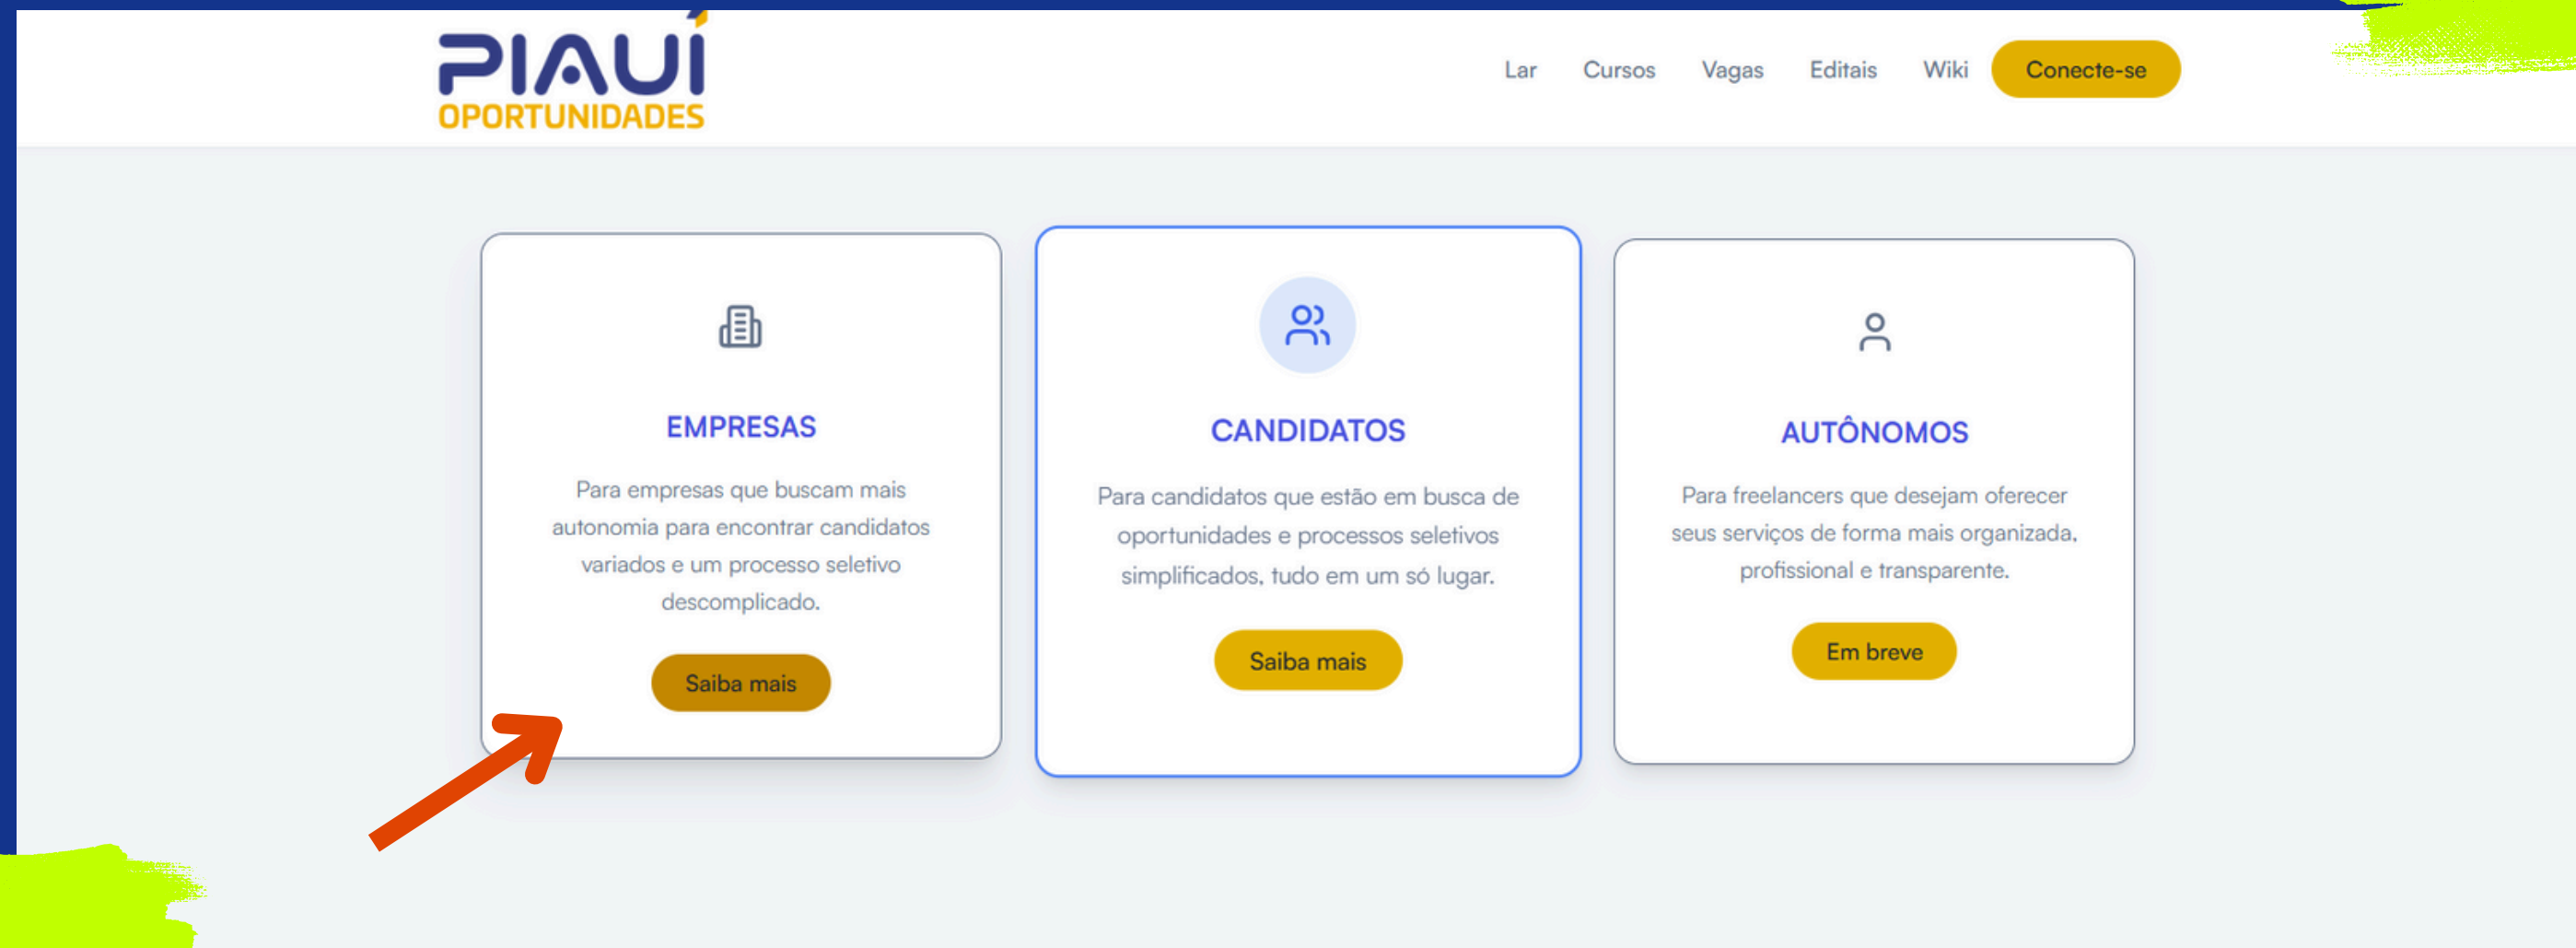 PIAUÍ
OPORTUNIDADES
Lar Cursos Vagas Editais Wiki Conecte-se
EMPRESAS
Para empresas que buscam mais
autonomia para encontrar candidatos
variados e um processo seletivo
descomplicado.
Saiba mais
CANDIDATOS
Para candidatos que estão em busca de
oportunidades e processos seletivos
simplificados, tudo em um só lugar.
Saiba mais
AUTÔNOMOS
Para freelancers que desejam oferecer
seus serviços de forma mais organizada,
profissional e transparente.
Em breve